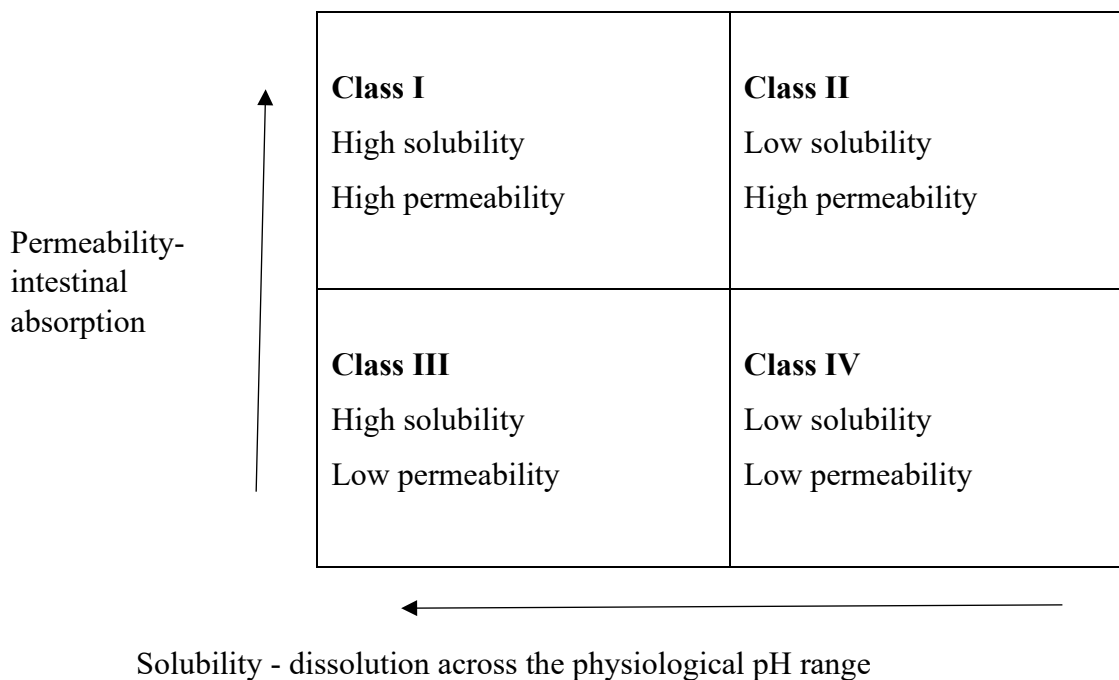 Class I
High solubility
High permeability
Class II
Low solubility
High permeability
Permeability-
intestinal
absorption
Class III
High solubility
Low permeability
Class IV
Low solubility
Low permeability
Solubility - dissolution across the physiological pH range